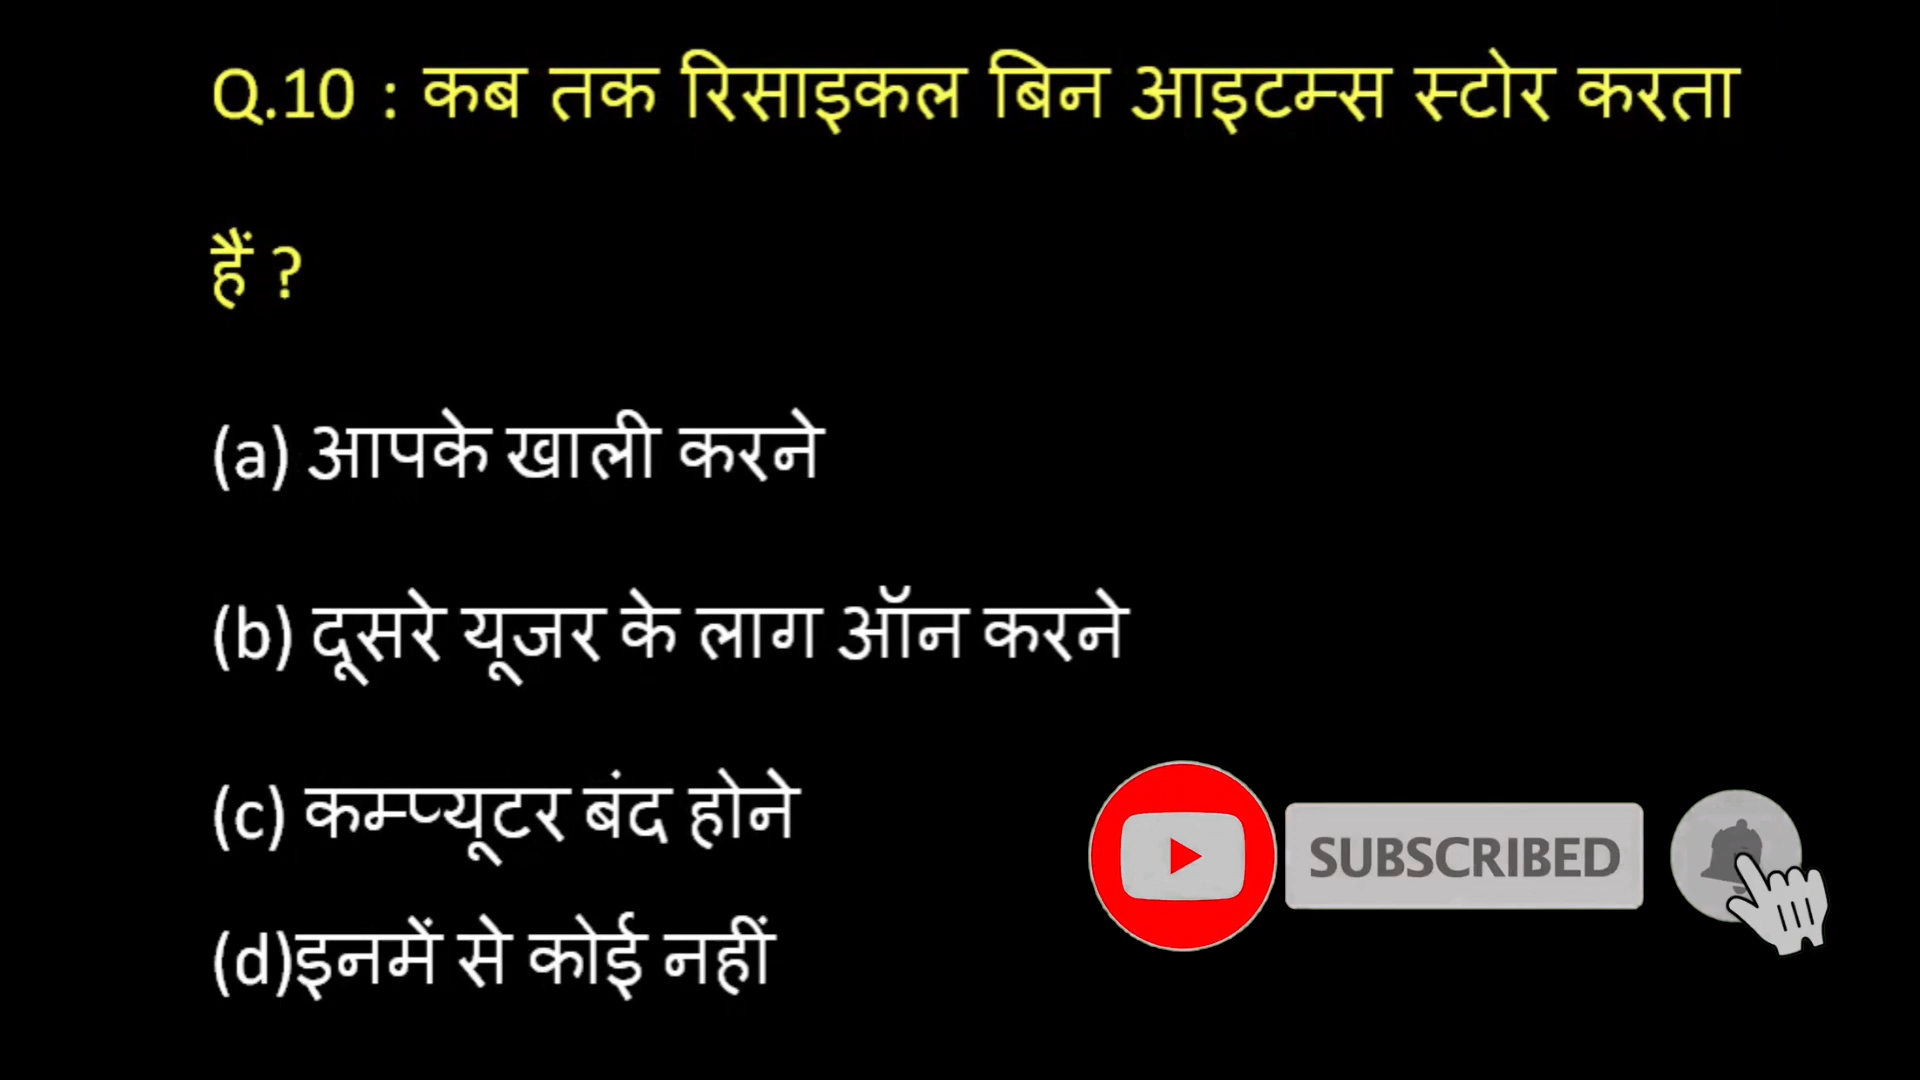 Q.10 : कब तक रिसाइकल बिन आइटम्स स्टोर करता
हैं ?
(a) आपके खाली करने
(b) दूसरे यूजर के लाग ऑन करने
(c) कम्प्यूटर बंद होने
SUBSCRIBED
(d)इनमें से कोई नहीं